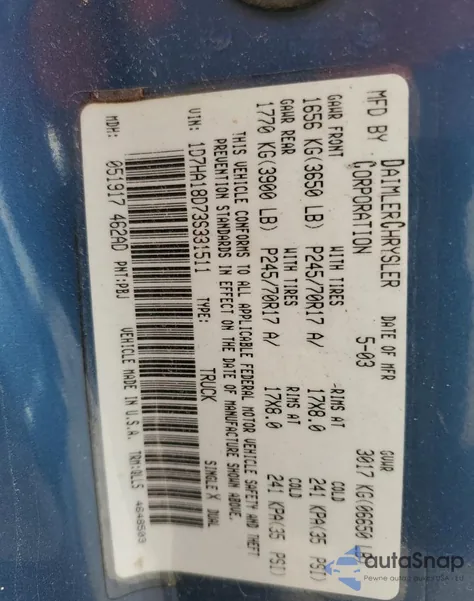 MFD BY DAIMLERCHRYSLER CORPORATION DATE OF MFR 5-03 GVWR 3017 KG(06650 LB
GAWR FRONT WITH TIRES RIMS AT COLD
1656 KG(3650 LB) P245/70R17 A/ 17X8.0 241 KPA(35 PSI)
GAWR REAR WITH TIRES RIMS AT COLD
1770 KG(3900 LB) P245/70R17 A/ 17X8.0 241 KPA(35 PSI)
THIS VEHICLE CONFORMS TO ALL APPLICABLE FEDERAL MOTOR VEHICLE SAFETY AND THEFT
PREVENTION STANDARDS IN EFFECT ON THE DATE OF MANUFACTURE SHOWN ABOVE.
VIN: 1D7HA18D73S331511 TYPE: TRUCK SINGLE X DUAL
MDH: 051917 462AD PNT:PBJ VEHICLE MADE IN U.S.A. TRM:QLL5 4648503
autoSnap